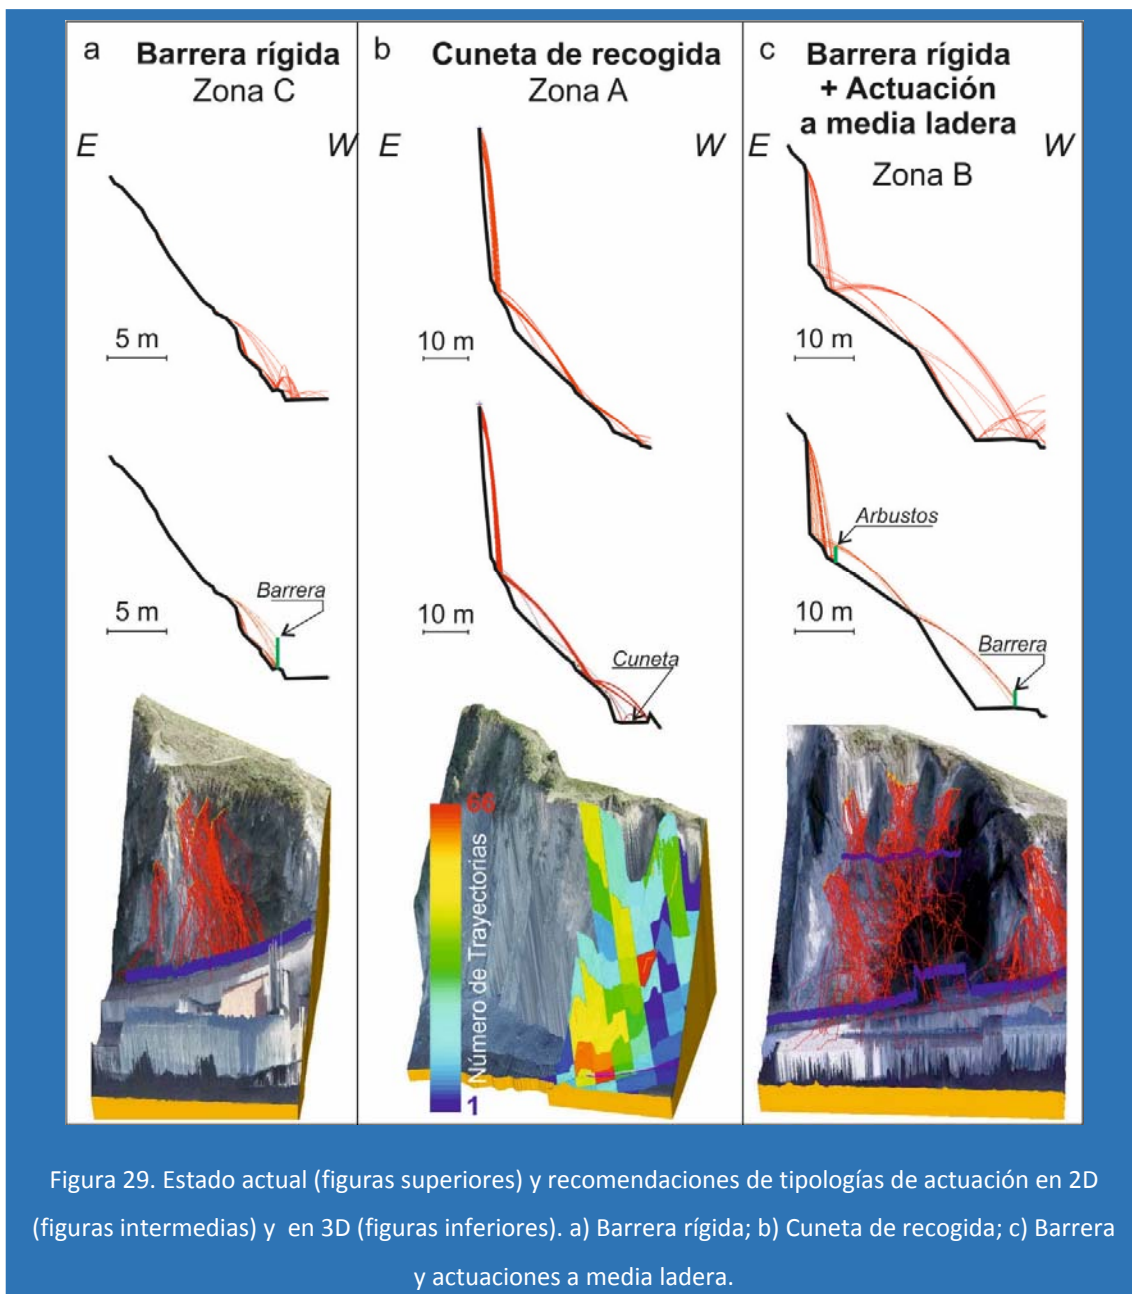 a Barrera rígida
Zona C
E W
5 m
5 m
Barrera
b Cuneta de recogida
Zona A
E W
10 m
10 m
Cuneta
66
Número de Trayectorias
1
c Barrera rígida
+ Actuación
a media ladera
Zona B
E W
10 m
Arbustos
10 m
Barrera
Figura 29. Estado actual (figuras superiores) y recomendaciones de tipologías de actuación en 2D
(figuras intermedias) y en 3D (figuras inferiores). a) Barrera rígida; b) Cuneta de recogida; c) Barrera
y actuaciones a media ladera.